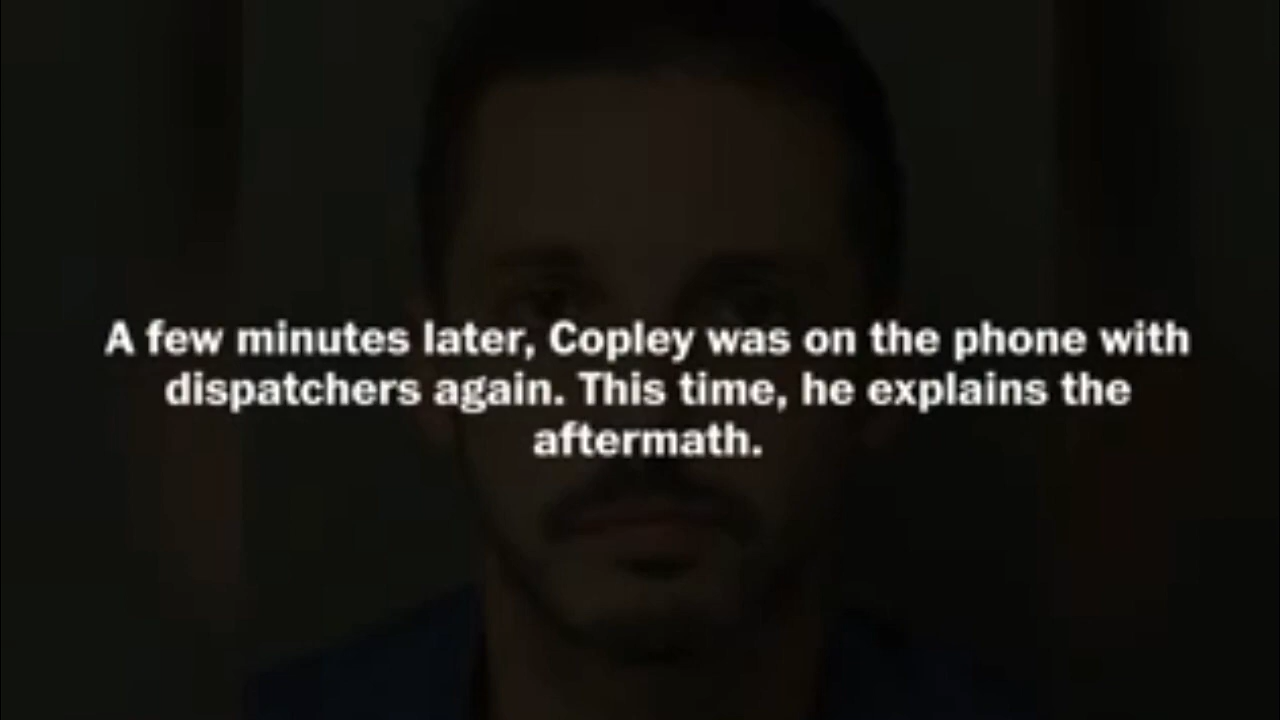 A few minutes later, Copley was on the phone with
dispatchers again. This time, he explains the
aftermath.